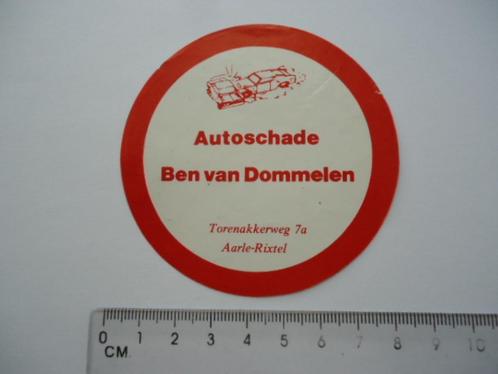 Autoschade
Ben van Dommelen
Torenakkerweg 7a
Aarle-Rixtel
0 1 2 3 4 5 6 7 8 9 10
CM